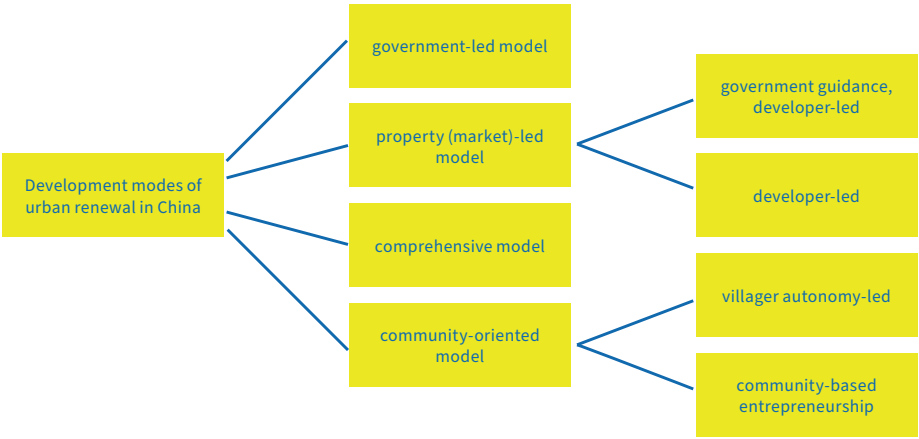 Development modes of
urban renewal in China
government-led model
property (market)-led
model
comprehensive model
community-oriented
model
government guidance,
developer-led
developer-led
villager autonomy-led
community-based
entrepreneurship